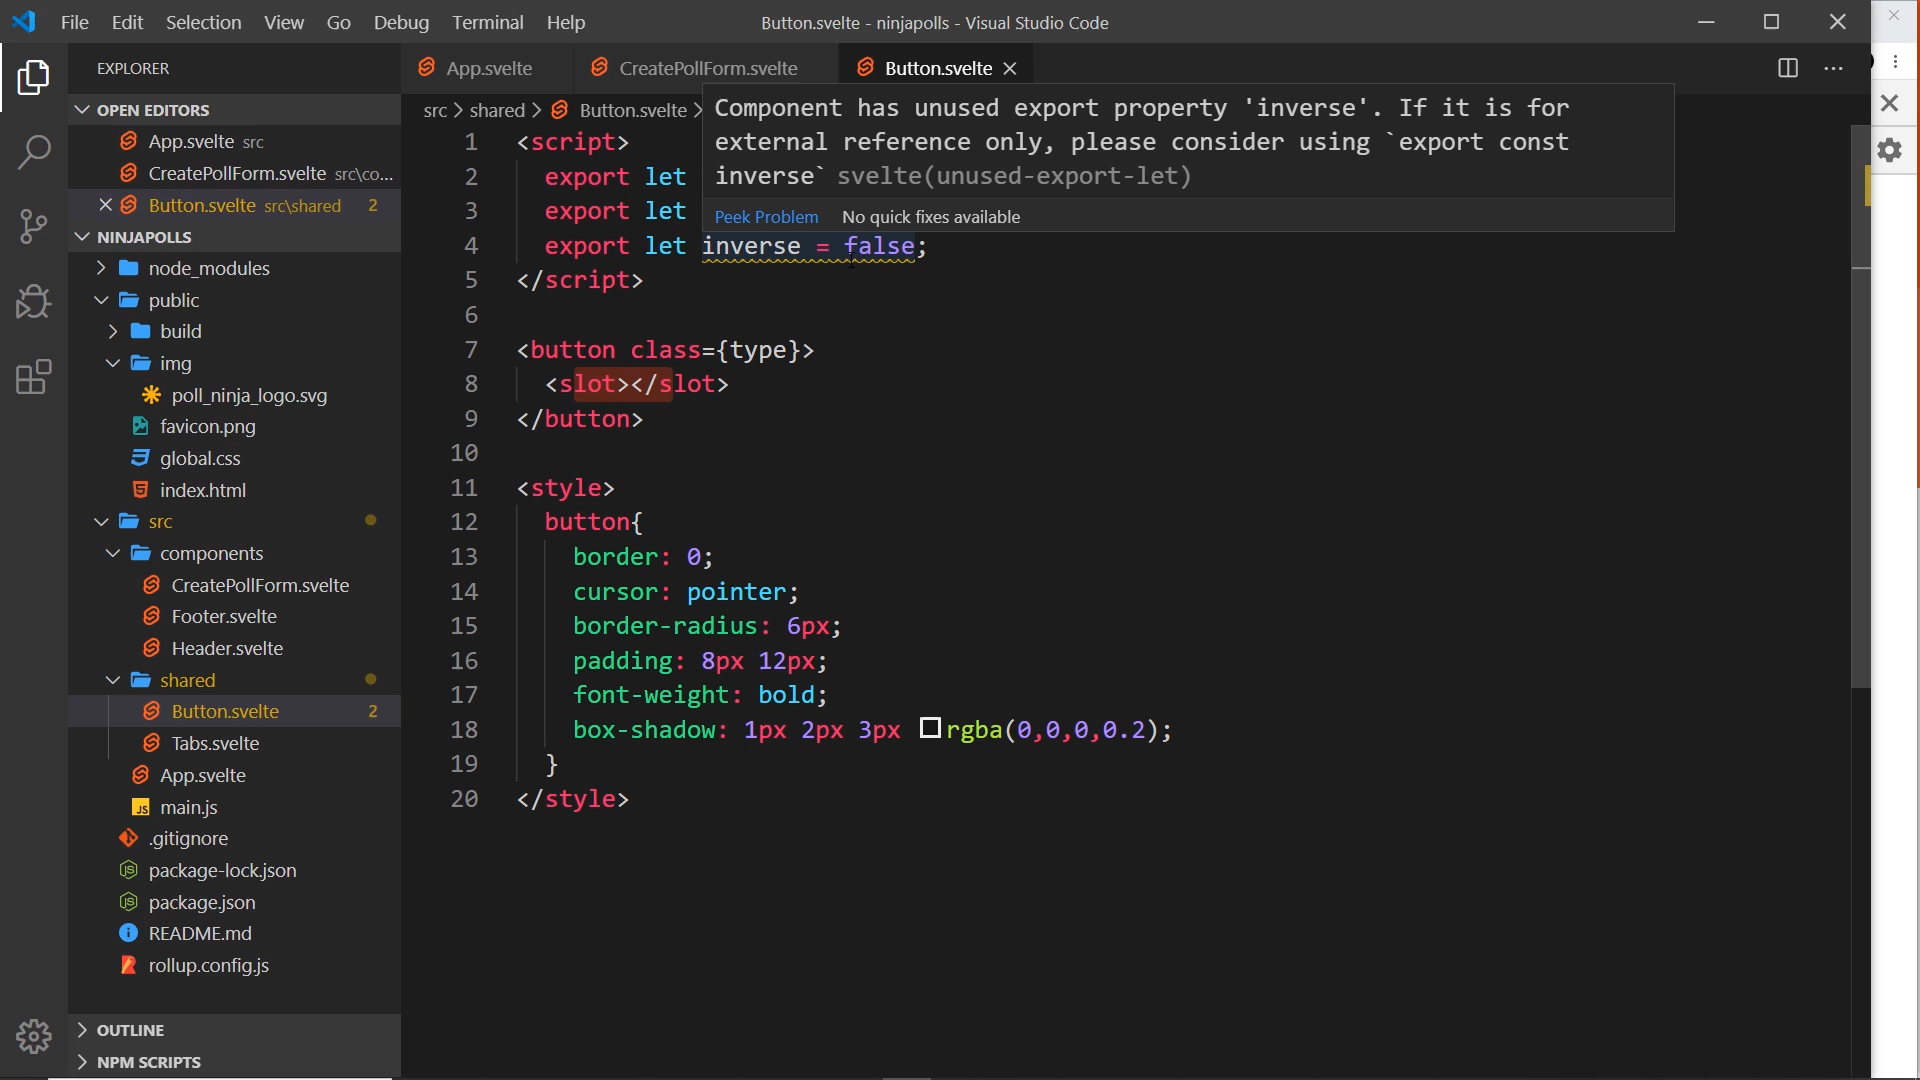 File Edit Selection View Go Debug Terminal Help
Button.svelte - ninjapolls - Visual Studio Code
EXPLORER
OPEN EDITORS
App.svelte src
CreatePollForm.svelte src\co...
Button.svelte src\shared 2
NINJAPOLLS
node_modules
public
build
img
poll_ninja_logo.svg
favicon.png
global.css
index.html
src
components
CreatePollForm.svelte
Footer.svelte
Header.svelte
shared
Button.svelte 2
Tabs.svelte
App.svelte
main.js
.gitignore
package-lock.json
package.json
README.md
rollup.config.js
OUTLINE
NPM SCRIPTS
App.svelte CreatePollForm.svelte Button.svelte
src > shared > Button.svelte >
Component has unused export property 'inverse'. If it is for
external reference only, please consider using `export const
inverse` svelte(unused-export-let)
Peek Problem No quick fixes available
1 <script>
2 export let
3 export let
4 export let inverse = false;
5 </script>
6
7 <button class={type}>
8 <slot></slot>
9 </button>
10
11 <style>
12 button{
13 border: 0;
14 cursor: pointer;
15 border-radius: 6px;
16 padding: 8px 12px;
17 font-weight: bold;
18 box-shadow: 1px 2px 3px rgba(0,0,0,0.2);
19 }
20 </style>